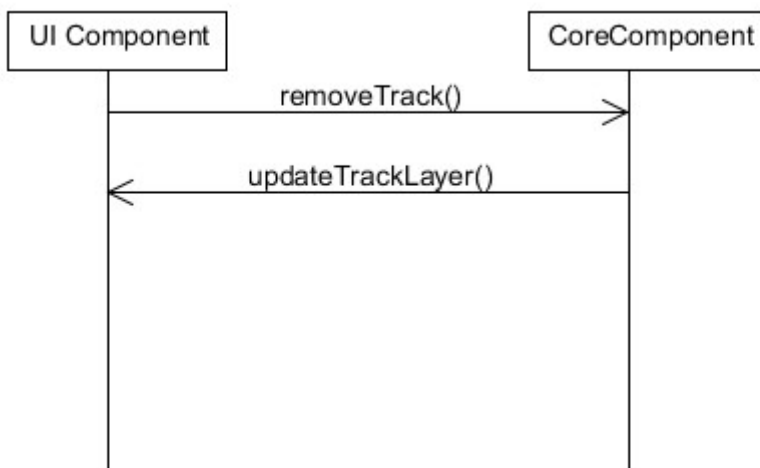 UI Component
CoreComponent
removeTrack()
updateTrackLayer()